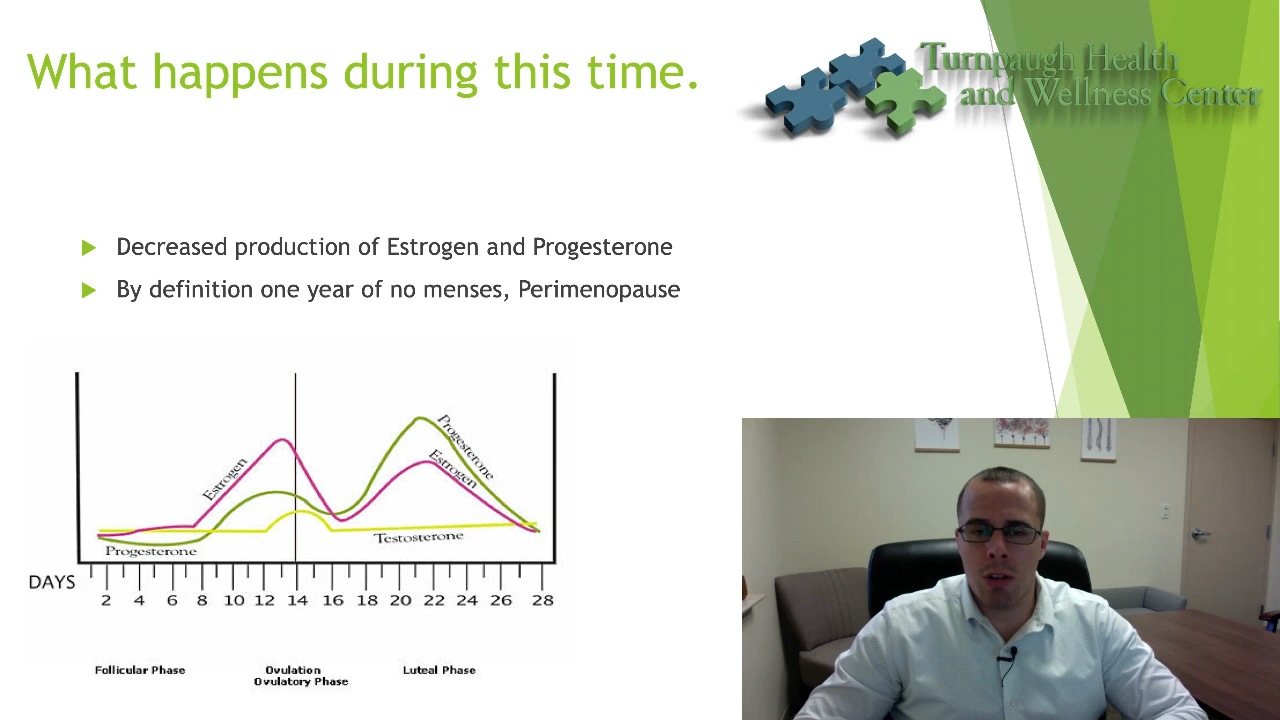 What happens during this time.
Turnpaugh Health
and Wellness Center
Decreased production of Estrogen and Progesterone
By definition one year of no menses, Perimenopause
Estrogen
Progesterone
Estrogen
Progesterone
Testosterone
DAYS
2 4 6 8 10 12 14 16 18 20 22 24 26 28
Follicular Phase
Ovulation
Ovulatory Phase
Luteal Phase